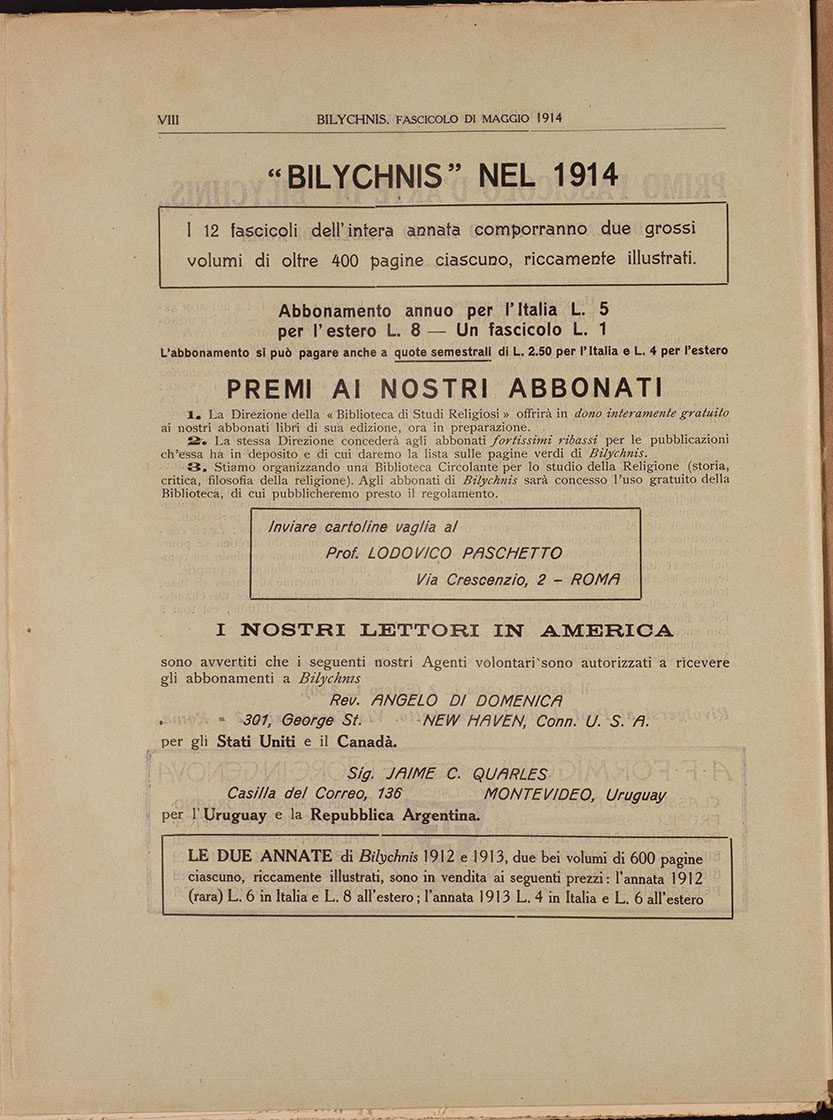 VIII
BILYCHNIS, FASCICOLO DI MAGGIO 1914
"BILYCHNIS" NEL 1914
I 12 fascicoli dell'intera annata comporranno due grossi
volumi di oltre 400 pagine ciascuno, riccamente illustrati.
Abbonamento annuo per l'Italia L. 5
per l'estero L. 8 — Un fascicolo L. 1
L'abbonamento si può pagare anche a quote semestrali di L. 2.50 per l'Italia e L. 4 per l'estero
PREMI AI NOSTRI ABBONATI
1. La Direzione della « Biblioteca di Studi Religiosi » offrirà in dono interamente gratuito
ai nostri abbonati libri di sua edizione, ora in preparazione.
2. La stessa Direzione concederà agli abbonati fortissimi ribassi per le pubblicazioni
ch'essa ha in deposito e di cui daremo la lista sulle pagine verdi di Bilychnis.
3. Stiamo organizzando una Biblioteca Circolante per lo studio della Religione (storia,
critica, filosofia della religione). Agli abbonati di Bilychnis sarà concesso l'uso gratuito della
Biblioteca, di cui pubblicheremo presto il regolamento.
Inviare cartoline vaglia al
Prof. LODOVICO PASCHETTO
Via Crescenzio, 2 - ROMA
I NOSTRI LETTORI IN AMERICA
sono avvertiti che i seguenti nostri Agenti volontari sono autorizzati a ricevere
gli abbonamenti a Bilychnis
Rev. ANGELO DI DOMENICA
301, George St. NEW HAVEN, Conn. U. S. A.
per gli Stati Uniti e il Canadà.
Sig. JAIME C. QUARLES
Casilla del Correo, 136 MONTEVIDEO, Uruguay
per l'Uruguay e la Repubblica Argentina.
LE DUE ANNATE di Bilychnis 1912 e 1913, due bei volumi di 600 pagine
ciascuno, riccamente illustrati, sono in vendita ai seguenti prezzi: l'annata 1912
(rara) L. 6 in Italia e L. 8 all'estero; l'annata 1913 L. 4 in Italia e L. 6 all'estero